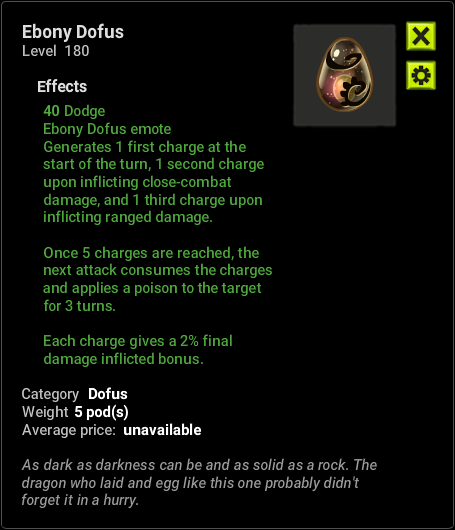 Ebony Dofus
Level 180
Effects
40 Dodge
Ebony Dofus emote
Generates 1 first charge at the
start of the turn, 1 second charge
upon inflicting close-combat
damage, and 1 third charge upon
inflicting ranged damage.
Once 5 charges are reached, the
next attack consumes the charges
and applies a poison to the target
for 3 turns.
Each charge gives a 2% final
damage inflicted bonus.
Category Dofus
Weight 5 pod(s)
Average price: unavailable
As dark as darkness can be and as solid as a rock. The
dragon who laid and egg like this one probably didn't
forget it in a hurry.